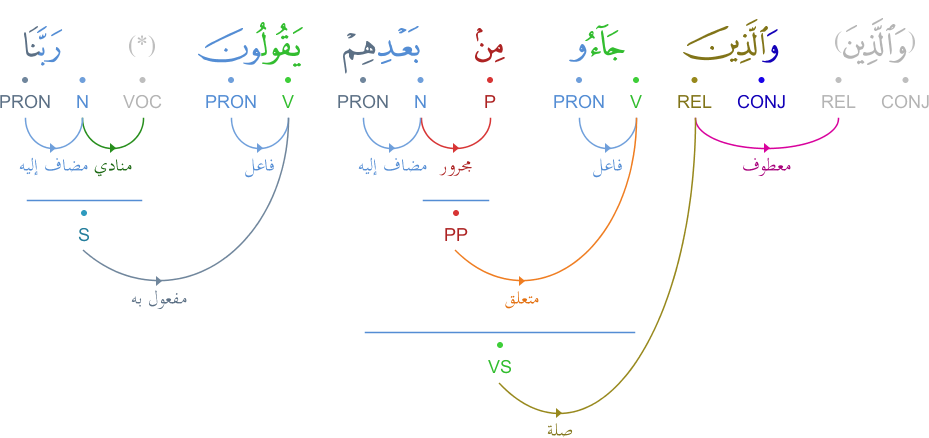 (وَٱلَّذِينَ) وَٱلَّذِينَ جَآءُو مِنۢ بَعْدِهِمْ يَقُولُونَ (*) رَبَّنَا
PRON N VOC PRON V PRON N P PRON V REL CONJ REL CONJ
مضاف إليه منادي فاعل مضاف إليه مجرور فاعل معطوف
S PP
مفعول به متعلق
VS
صلة